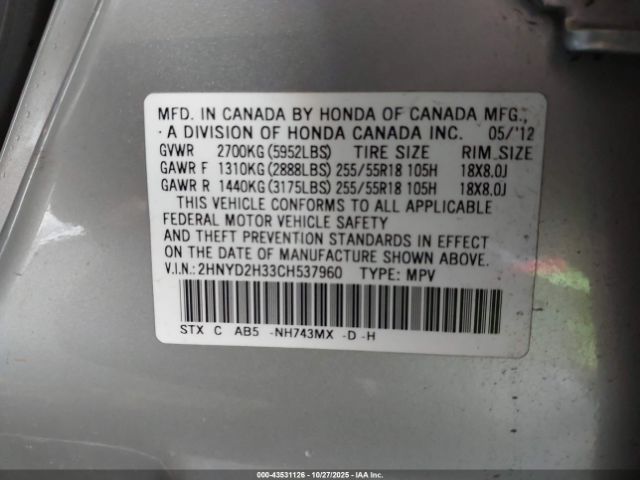 MFD. IN CANADA BY HONDA OF CANADA MFG.,
A DIVISION OF HONDA CANADA INC. 05/'12
GVWR 2700KG (5952LBS) TIRE SIZE RIM SIZE
GAWR F 1310KG (2888LBS) 255/55R18 105H 18X8.0J
GAWR R 1440KG (3175LBS) 255/55R18 105H 18X8.0J
THIS VEHICLE CONFORMS TO ALL APPLICABLE
FEDERAL MOTOR VEHICLE SAFETY
AND THEFT PREVENTION STANDARDS IN EFFECT
ON THE DATE OF MANUFACTURE SHOWN ABOVE.
V.I.N.: 2HNYD2H33CH537960 TYPE: MPV
STX C AB5 -NH743MX -D -H
000-43531126 - 10/27/2025 - IAAI.com